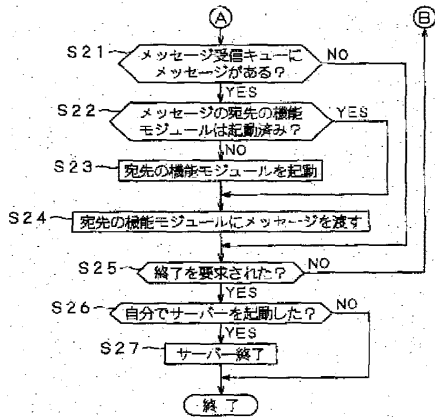 A
B
S21
メッセージ受信キューに
メッセージがある?
NO
YES
S22
メッセージの宛先の機能
モジュールは起動済み?
YES
NO
S23
宛先の機能モジュールを起動
S24
宛先の機能モジュールにメッセージを渡す
S25
終了を要求された?
NO
YES
S26
自分でサーバーを起動した?
NO
YES
S27
サーバー終了
終了